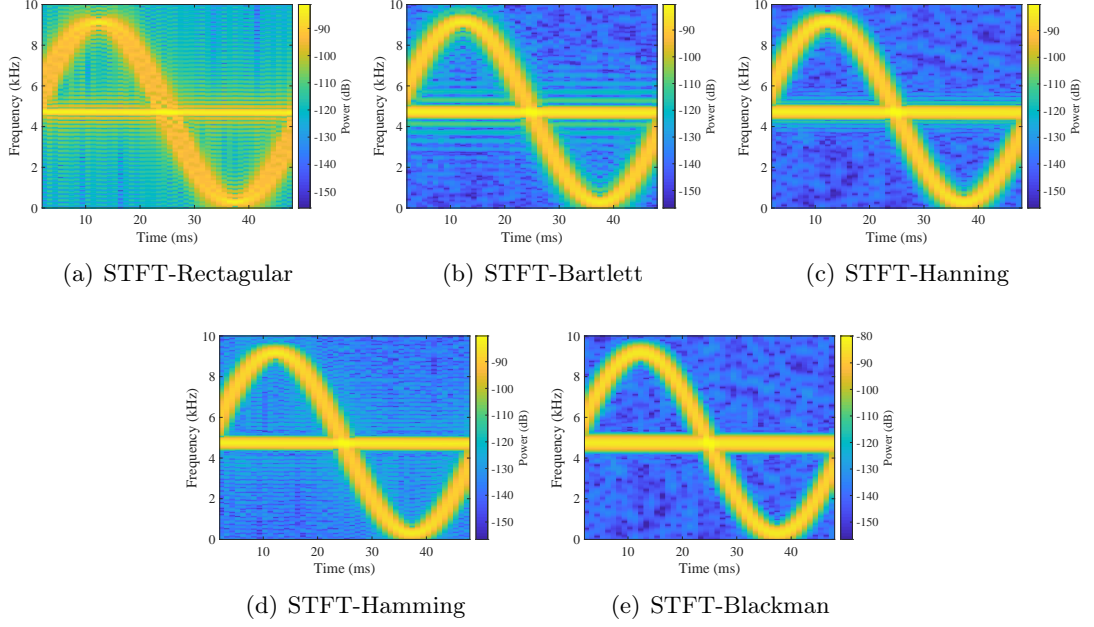 10
8
6
4
2
0
Frequency (kHz)
10 20 30 40
Time (ms)
-90
-100
-110
-120
-130
-140
-150
Power (dB)
(a) STFT-Rectagular
10
8
6
4
2
0
Frequency (kHz)
10 20 30 40
Time (ms)
-90
-100
-110
-120
-130
-140
-150
Power (dB)
(b) STFT-Bartlett
10
8
6
4
2
0
Frequency (kHz)
10 20 30 40
Time (ms)
-90
-100
-110
-120
-130
-140
-150
Power (dB)
(c) STFT-Hanning
10
8
6
4
2
0
Frequency (kHz)
10 20 30 40
Time (ms)
-90
-100
-110
-120
-130
-140
-150
Power (dB)
(d) STFT-Hamming
10
8
6
4
2
0
Frequency (kHz)
10 20 30 40
Time (ms)
-80
-90
-100
-110
-120
-130
-140
-150
Power (dB)
(e) STFT-Blackman